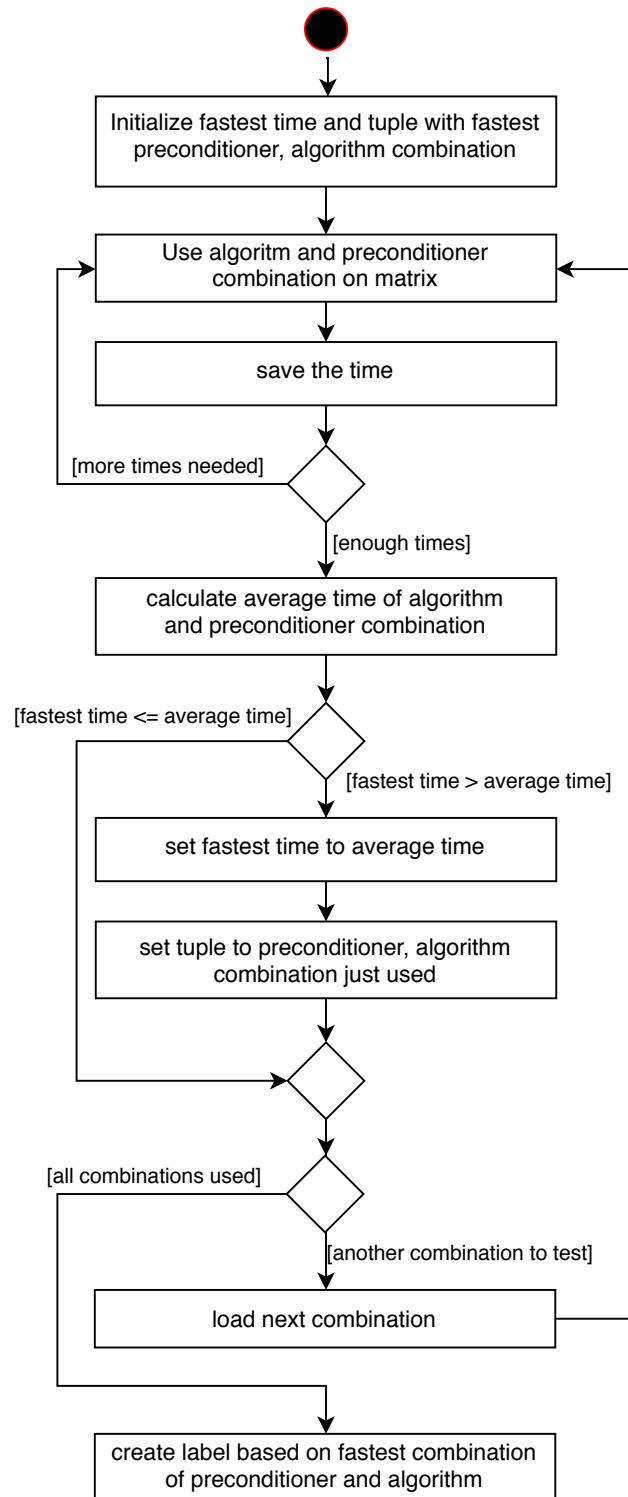 Initialize fastest time and tuple with fastest
preconditioner, algorithm combination
Use algoritm and preconditioner
combination on matrix
save the time
[more times needed]
[enough times]
calculate average time of algorithm
and preconditioner combination
[fastest time <= average time]
[fastest time > average time]
set fastest time to average time
set tuple to preconditioner, algorithm
combination just used
[all combinations used]
[another combination to test]
load next combination
create label based on fastest combination
of preconditioner and algorithm